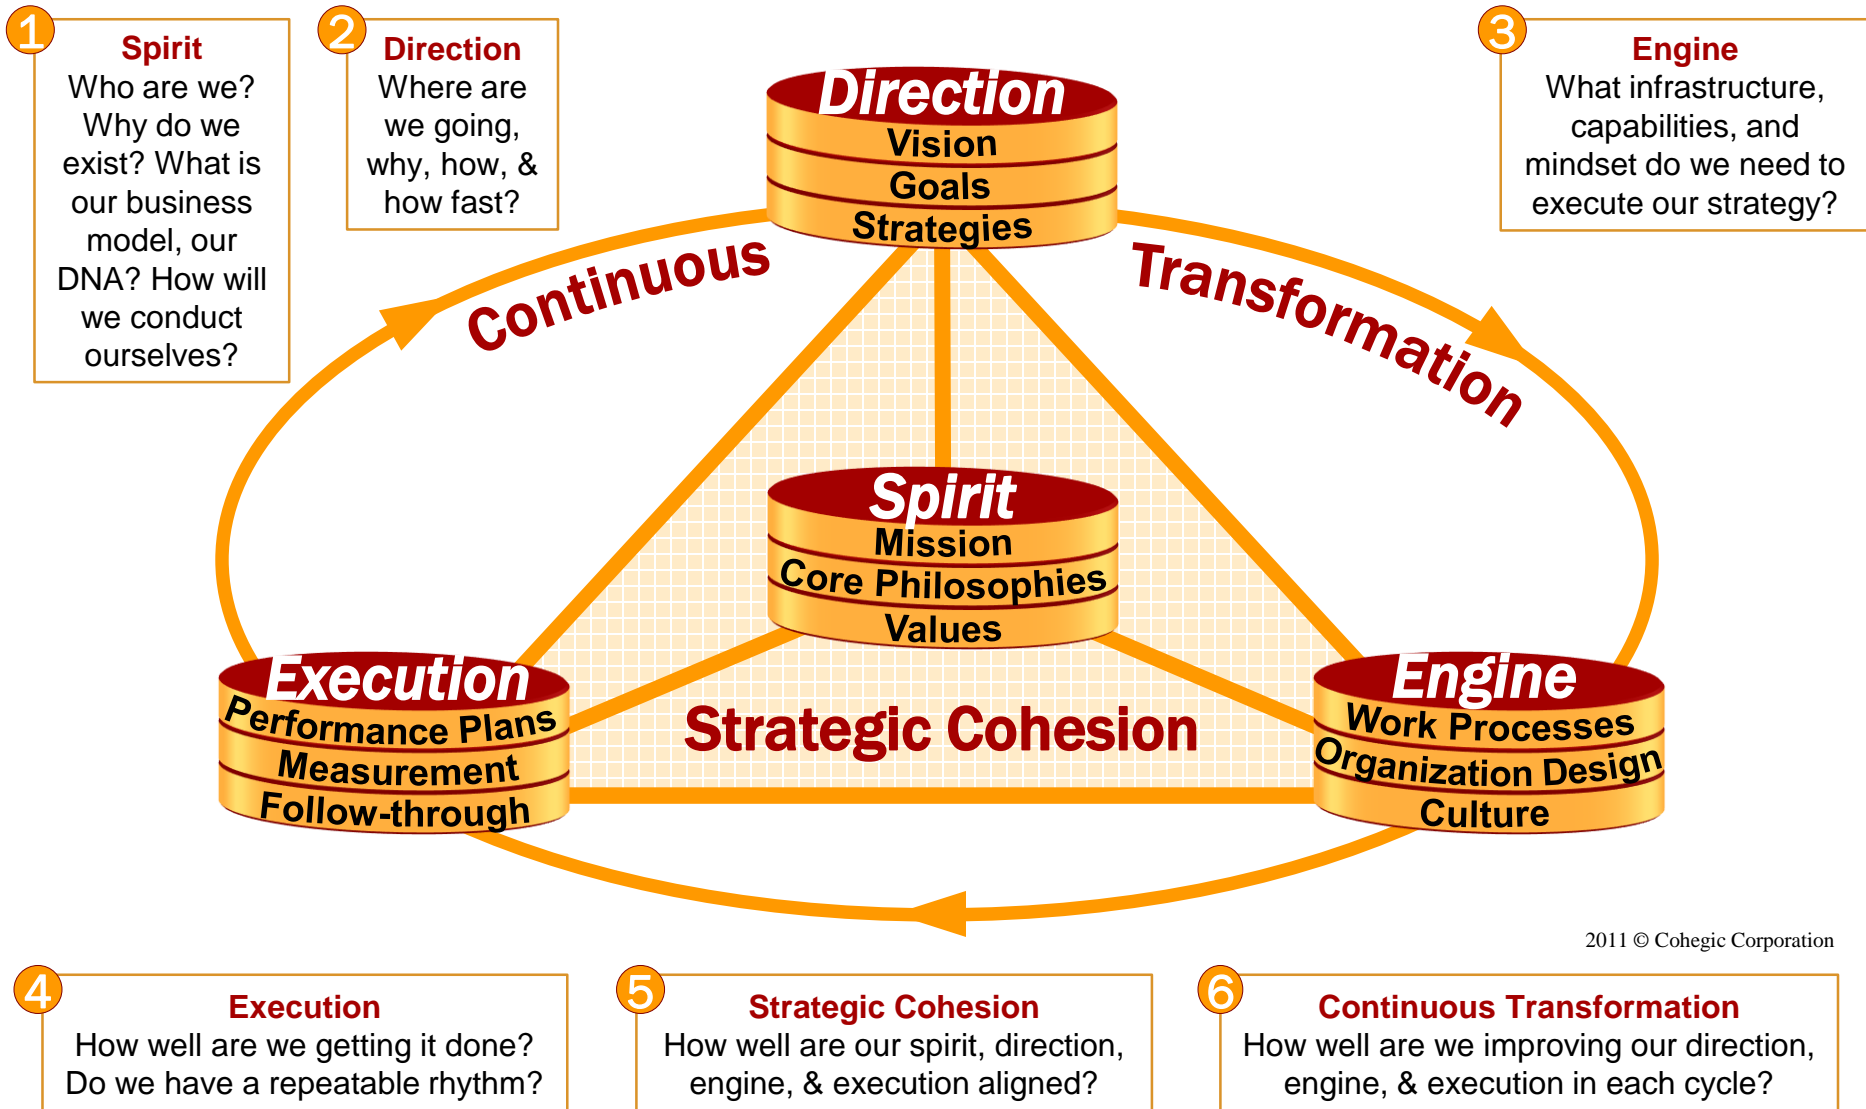 1
Spirit
Who are we?
Why do we
exist? What is
our business
model, our
DNA? How will
we conduct
ourselves?
2
Direction
Where are
we going,
why, how, &
how fast?
3
Engine
What infrastructure,
capabilities, and
mindset do we need to
execute our strategy?
Direction
Vision
Goals
Strategies
Continuous
Transformation
Spirit
Mission
Core Philosophies
Values
Execution
Performance Plans
Measurement
Follow-through
Strategic Cohesion
Engine
Work Processes
Organization Design
Culture
2011 © Cohegic Corporation
4
Execution
How well are we getting it done?
Do we have a repeatable rhythm?
5
Strategic Cohesion
How well are our spirit, direction,
engine, & execution aligned?
6
Continuous Transformation
How well are we improving our direction,
engine, & execution in each cycle?